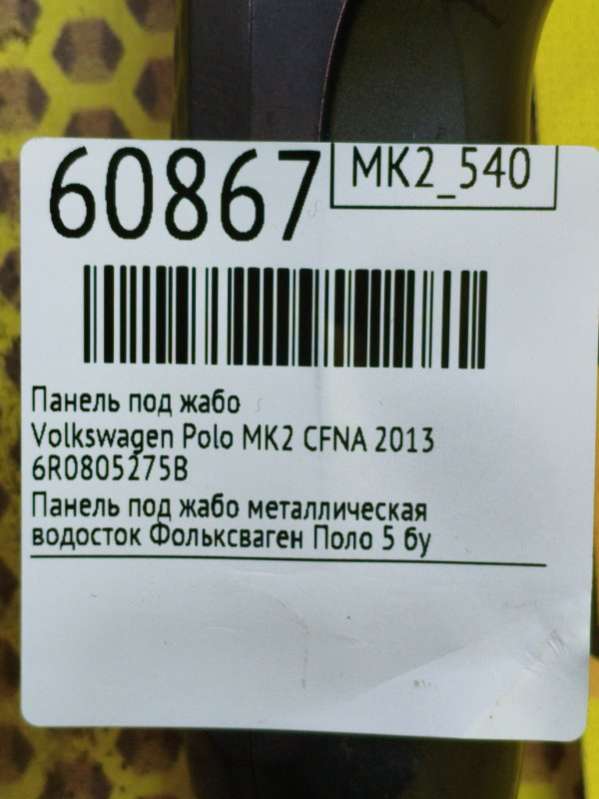 60867
MK2_540
Панель под жабо
Volkswagen Polo MK2 CFNA 2013
6R0805275B
Панель под жабо металлическая
водосток Фольксваген Поло 5 бу